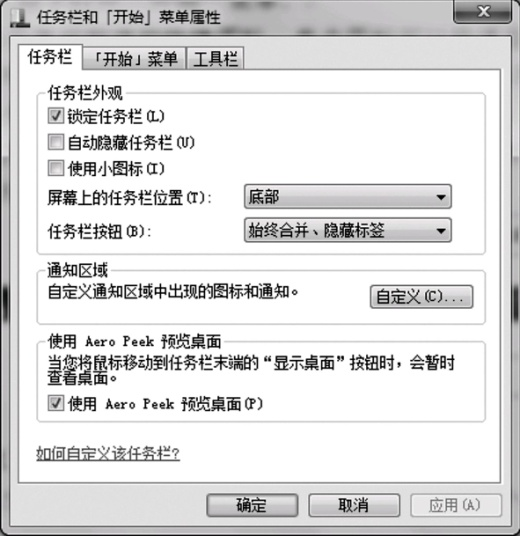 任务栏和「开始」菜单属性
任务栏 「开始」菜单 工具栏
任务栏外观
锁定任务栏(L)
自动隐藏任务栏(U)
使用小图标(I)
屏幕上的任务栏位置(T): 底部
任务栏按钮(B): 始终合并、隐藏标签
通知区域
自定义通知区域中出现的图标和通知。 自定义(C)...
使用 Aero Peek 预览桌面
当您将鼠标移动到任务栏末端的“显示桌面”按钮时，会暂时
查看桌面。
使用 Aero Peek 预览桌面(P)
如何自定义该任务栏?
确定 取消 应用(A)